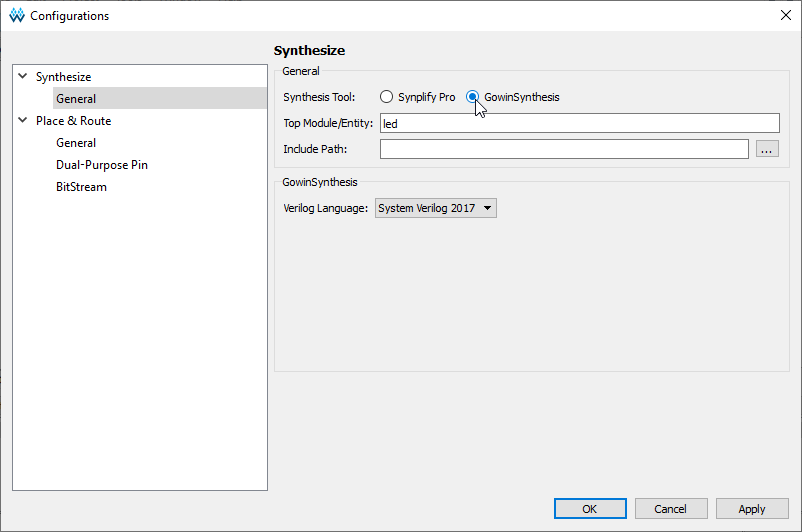 Configurations
Synthesize
General
Place & Route
General
Dual-Purpose Pin
BitStream
Synthesize
General
Synthesis Tool: Synplify Pro GowinSynthesis
Top Module/Entity: led
Include Path: ...
GowinSynthesis
Verilog Language: System Verilog 2017
OK Cancel Apply